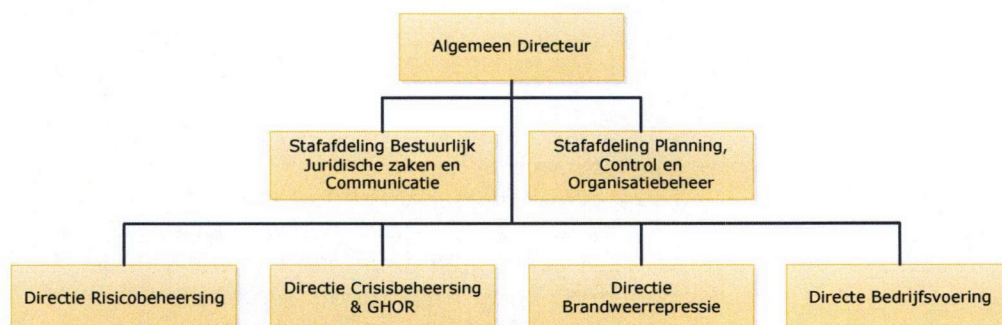 Algemeen Directeur
Stafafdeling Bestuurlijk
Juridische zaken en
Communicatie
Stafafdeling Planning,
Control en
Organisatiebeheer
Directie Risicobeheersing
Directie Crisisbeheersing
& GHOR
Directie
Brandweerrepressie
Directe Bedrijfsvoering